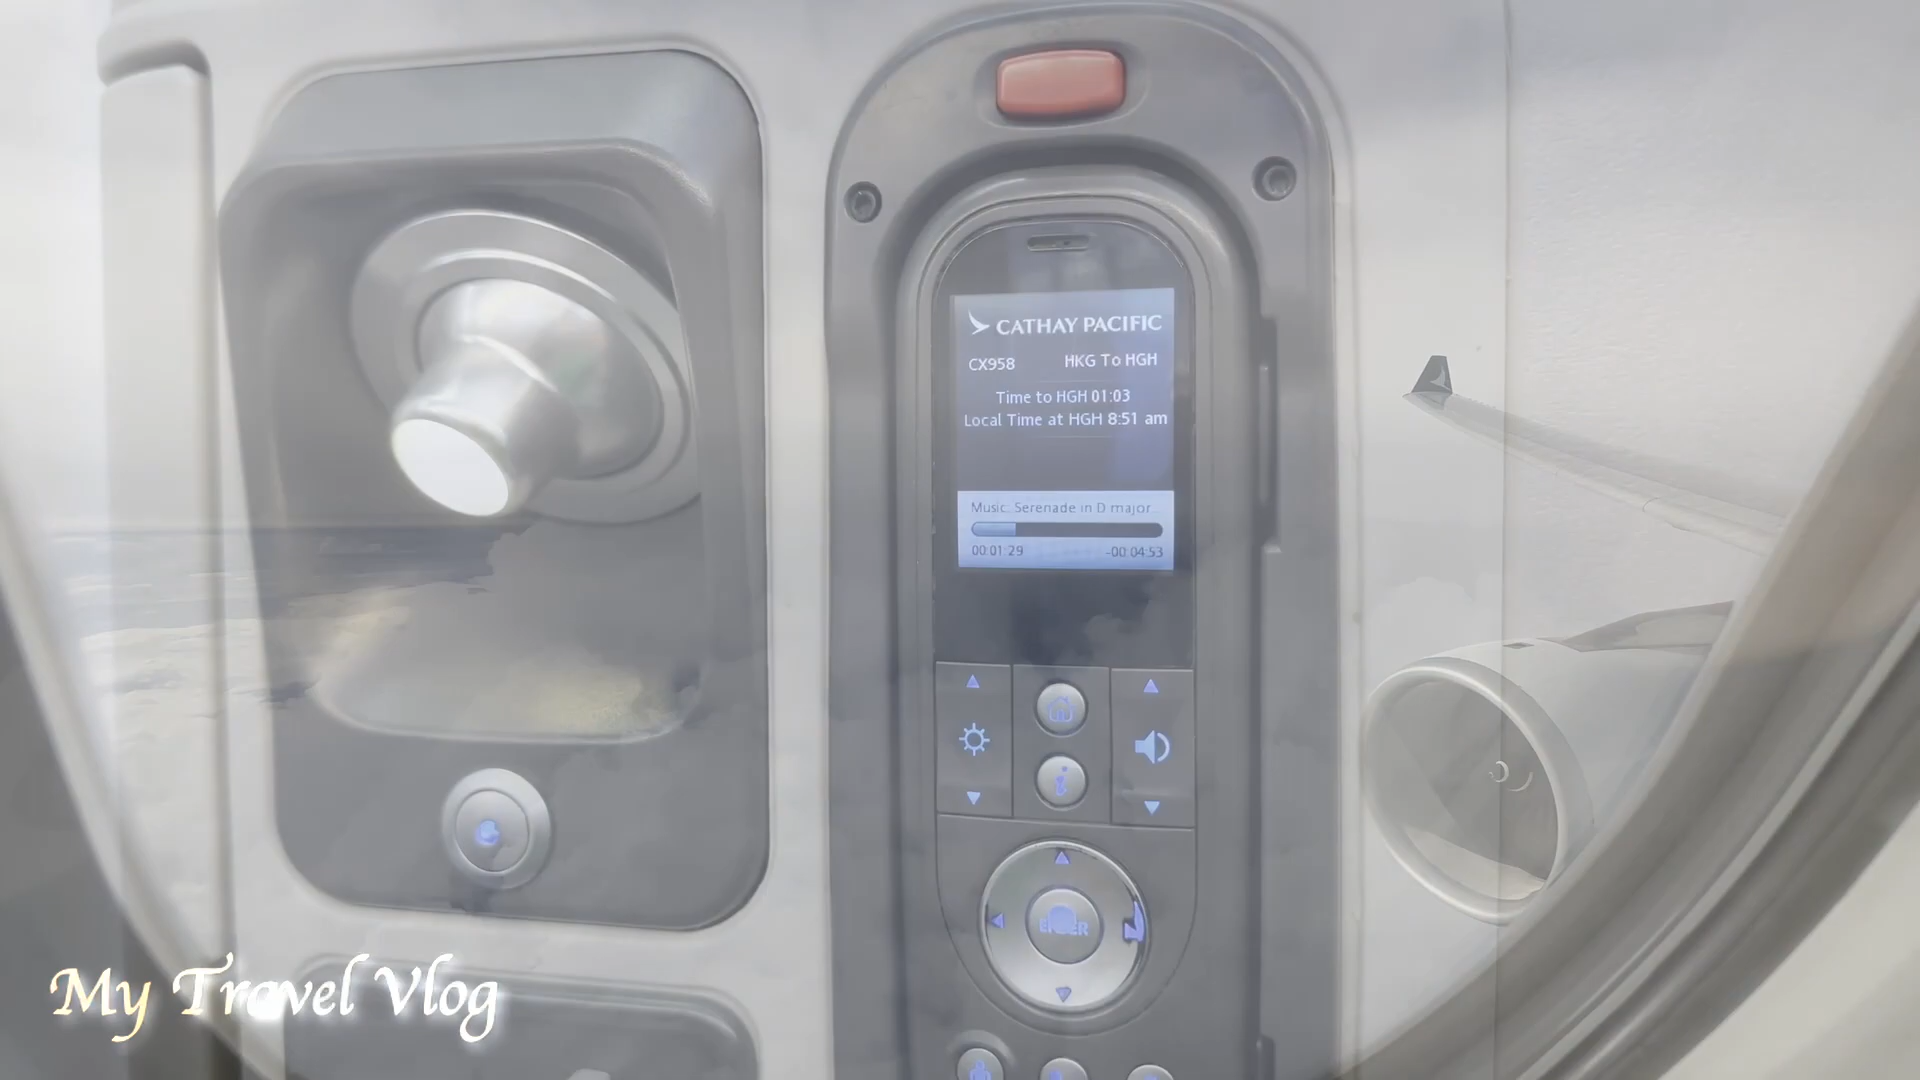 CATHAY PACIFIC
CX958 HKG To HGH
Time to HGH 01:03
Local Time at HGH 8:51 am
Music: Serenade in D major...
00:01:29 -00:04:53
ENTER
My Travel Vlog